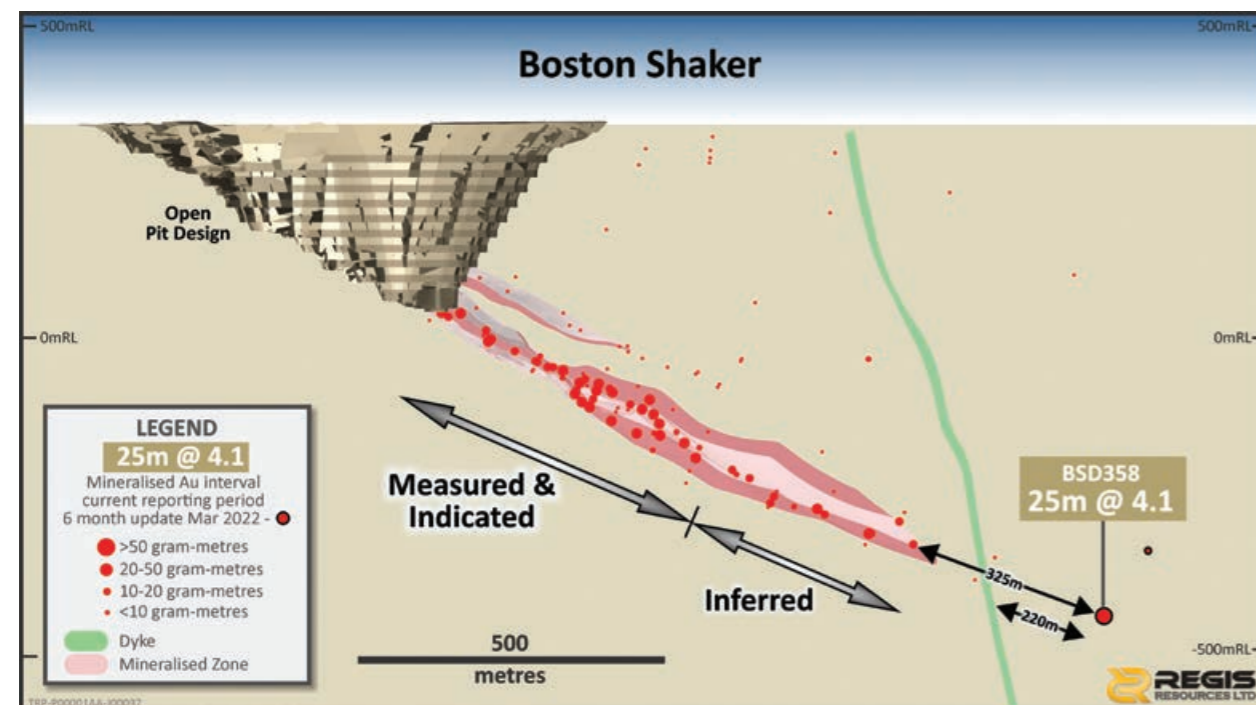 500mRL
500mRL
Boston Shaker
Open
Pit Design
0mRL
0mRL
LEGEND
25m @ 4.1
Mineralised Au interval
current reporting period
6 month update Mar 2022 -
>50 gram-metres
20-50 gram-metres
10-20 gram-metres
<10 gram-metres
Dyke
Mineralised Zone
Measured &
Indicated
Inferred
500
metres
BSD358
25m @ 4.1
325m
220m
-500mRL
REGIS
RESOURCES LTD